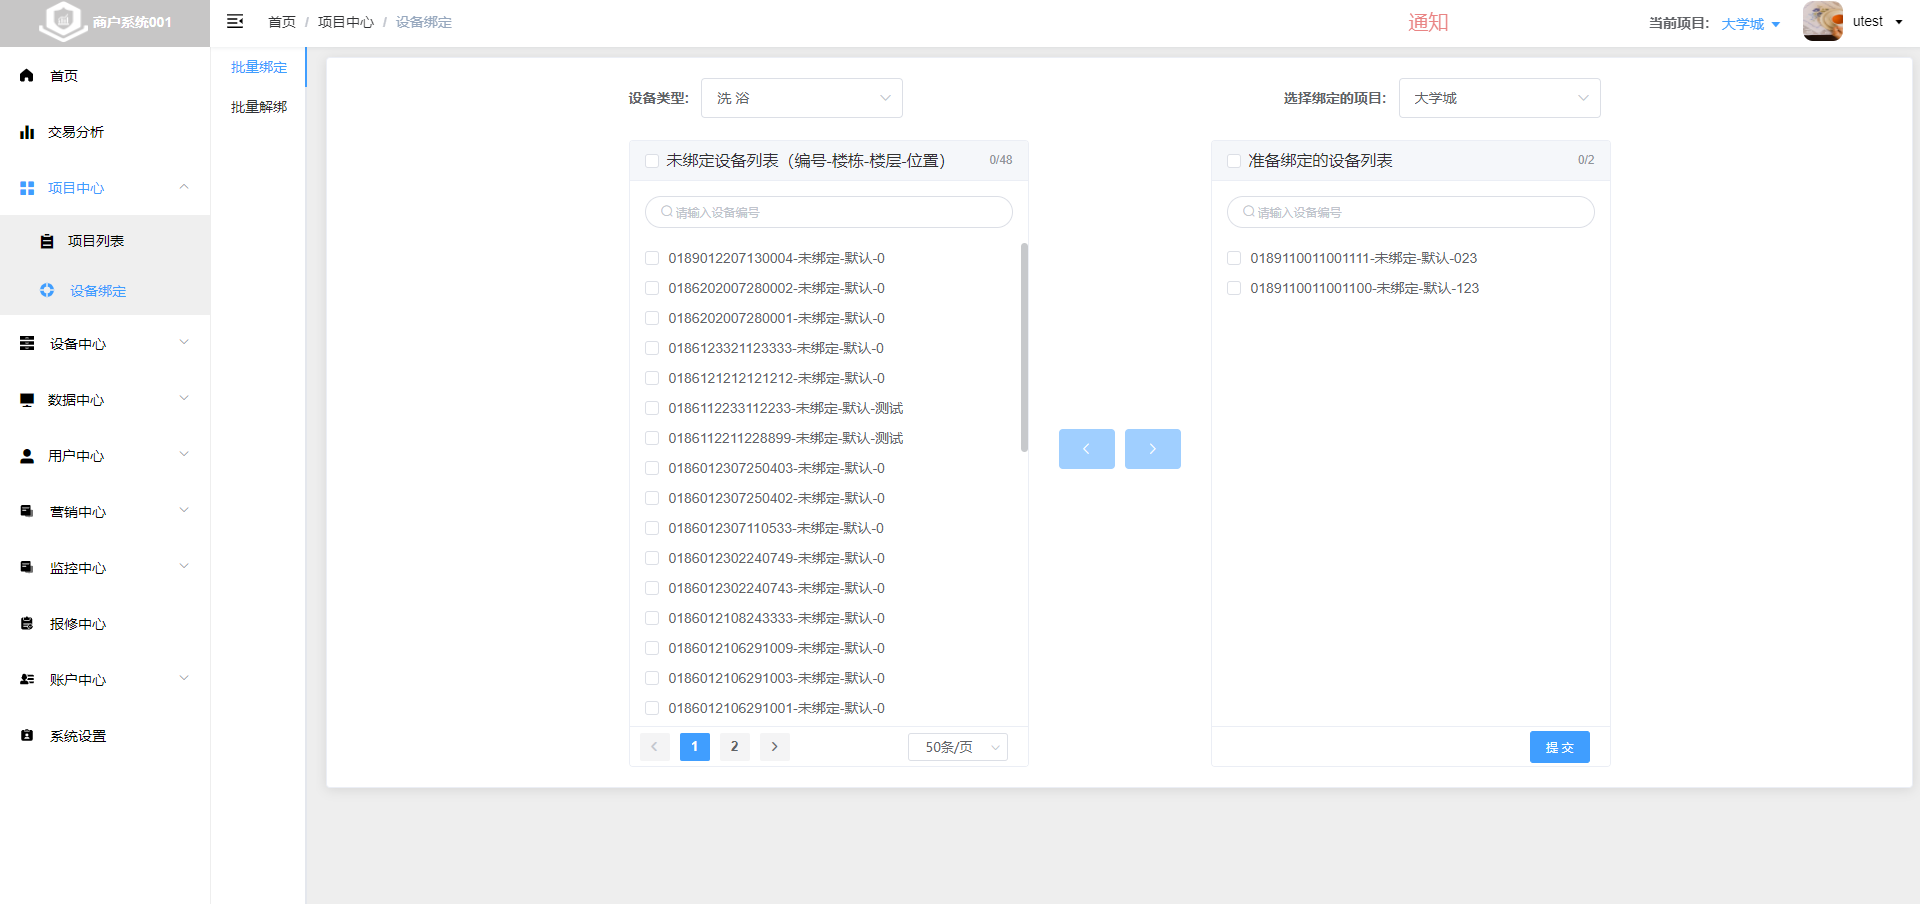 商户系统001
首页 / 项目中心 / 设备绑定
通知
当前项目: 大学城
utest
首页
交易分析
项目中心
项目列表
设备绑定
设备中心
数据中心
用户中心
营销中心
监控中心
报修中心
账户中心
系统设置
批量绑定
批量解绑
设备类型: 洗 浴
选择绑定的项目: 大学城
未绑定设备列表（编号-楼栋-楼层-位置） 0/48
请输入设备编号
0189012207130004-未绑定-默认-0
0186202007280002-未绑定-默认-0
0186202007280001-未绑定-默认-0
0186123321123333-未绑定-默认-0
0186121212121212-未绑定-默认-0
0186112233112233-未绑定-默认-测试
0186112211228899-未绑定-默认-测试
0186012307250403-未绑定-默认-0
0186012307250402-未绑定-默认-0
0186012307110533-未绑定-默认-0
0186012302240749-未绑定-默认-0
0186012302240743-未绑定-默认-0
0186012108243333-未绑定-默认-0
0186012106291009-未绑定-默认-0
0186012106291003-未绑定-默认-0
0186012106291001-未绑定-默认-0
1 2
50条/页
准备绑定的设备列表 0/2
请输入设备编号
0189110011001111-未绑定-默认-023
0189110011001100-未绑定-默认-123
提 交